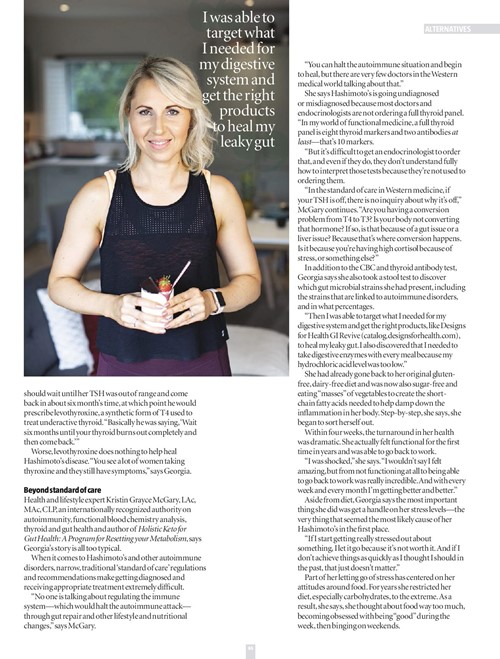 ALTERNATIVES
I was able to
target what
I needed for
my digestive
system and
get the right
products
to heal my
leaky gut
should wait until her TSH was out of range and come
back in about six month's time, at which point he would
prescribe levothyroxine, a synthetic form of T4 used to
treat underactive thyroid. “Basically he was saying, ‘Wait
six months until your thyroid burns out completely and
then come back.’”
Worse, levothyroxine does nothing to help heal
Hashimoto's disease. “You see a lot of women taking
thyroxine and they still have symptoms,” says Georgia.
Beyond standard of care
Health and lifestyle expert Kristin Grayce McGary, LAc,
MAc, CLP, an internationally recognized authority on
autoimmunity, functional blood chemistry analysis,
thyroid and gut health and author of Holistic Keto for
Gut Health: A Program for Resetting your Metabolism, says
Georgia's story is all too typical.
When it comes to Hashimoto's and other autoimmune
disorders, narrow, traditional ‘standard of care’ regulations
and recommendations make getting diagnosed and
receiving appropriate treatment extremely difficult.
“No one is talking about regulating the immune
system—which would halt the autoimmune attack—
through gut repair and other lifestyle and nutritional
changes,” says McGary.
“You can halt the autoimmune situation and begin
to heal, but there are very few doctors in the Western
medical world talking about that.”
She says Hashimoto's is going undiagnosed
or misdiagnosed because most doctors and
endocrinologists are not ordering a full thyroid panel.
“In my world of functional medicine, a full thyroid
panel is eight thyroid markers and two antibodies at
least—that's 10 markers.
“But it's difficult to get an endocrinologist to order
that, and even if they do, they don't understand fully
how to interpret those tests because they're not used to
ordering them.
“In the standard of care in Western medicine, if
your TSH is off, there is no inquiry about why it's off,”
McGary continues. “Are you having a conversion
problem from T4 to T3? Is your body not converting
that hormone? If so, is that because of a gut issue or a
liver issue? Because that's where conversion happens.
Is it because you're having high cortisol because of
stress, or something else?”
In addition to the CBC and thyroid antibody test,
Georgia says she also took a stool test to discover
which gut microbial strains she had present, including
the strains that are linked to autoimmune disorders,
and in what percentages.
“Then I was able to target what I needed for my
digestive system and get the right products, like Designs
for Health GI Revive (catalog.designsforhealth.com),
to heal my leaky gut. I also discovered that I needed to
take digestive enzymes with every meal because my
hydrochloric acid level was too low.”
She had already gone back to her original gluten-
free, dairy-free diet and was now also sugar-free and
eating “masses” of vegetables to create the short-
chain fatty acids needed to help damp down the
inflammation in her body. Step-by-step, she says, she
began to sort herself out.
Within four weeks, the turnaround in her health
was dramatic. She actually felt functional for the first
time in years and was able to go back to work.
“I was shocked,” she says. “I wouldn't say I felt
amazing, but from not functioning at all to being able
to go back to work was really incredible. And with every
week and every month I'm getting better and better.”
Aside from diet, Georgia says the most important
thing she did was get a handle on her stress levels—the
very thing that seemed the most likely cause of her
Hashimoto's in the first place.
“If I start getting really stressed out about
something, I let it go because it's not worth it. And if I
don't achieve things as quickly as I thought I should in
the past, that just doesn't matter.”
Part of her letting go of stress has centered on her
attitudes around food. For years she restricted her
diet, especially carbohydrates, to the extreme. As a
result, she says, she thought about food way too much,
becoming obsessed with being “good” during the
week, then binging on weekends.